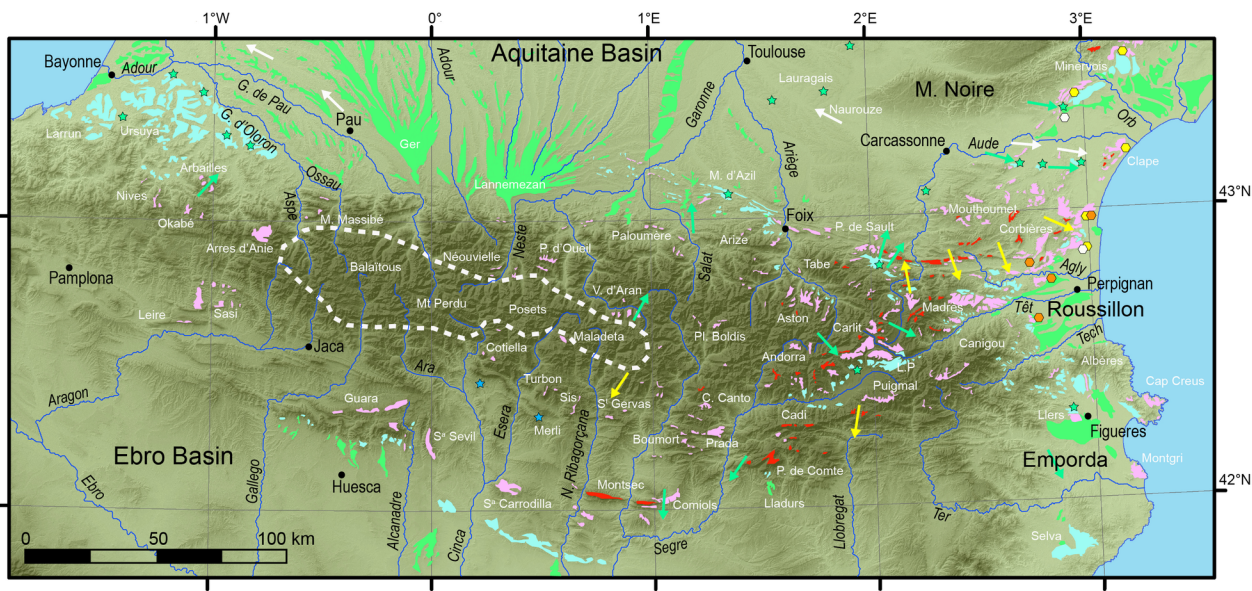 1°W
0°
1°E
2°E
3°E
Bayonne
Adour
Adour
Aquitaine Basin
Toulouse
Lauragais
Minervois
G. de Pau
Garonne
Naurouze
M. Noire
Orb
Larrun
Ursuya
G. d'Oloron
Pau
Ger
Ariège
Carcassonne
Aude
Clape
Arbailles
Ossau
Lannemezan
M. d'Azil
43°N
Nives
Okabé
Aspe
M. Massibé
Neste
Paloumère
Arize
Foix
P. de Sault
Mouthoumet
Corbières
Arres d'Anie
Balaïtous
Néouvielle
P. d'Oueil
Salat
Tabe
Agly
Pamplona
Mt Perdu
Posets
V. d'Aran
Perpignan
Leire
Sasi
Maladeta
Pl. Boldis
Aston
Carlit
Madres
Têt
Roussillon
Jaca
Cotiella
Andorra
Canigou
Tech
Ara
L.P
Albères
Aragon
Turbon
Sis
Sᵗ Gervas
C. Canto
Puigmal
Cap Creus
Guara
Esera
Merli
Cadi
Llers
Figueres
Ebro Basin
Sᵃ Sevil
N. Ribagorçana
Boumort
Prada
Emporda
Montgri
Gallego
Huesca
Montsec
P. de Comte
42°N
Ebro
Alcanadre
Cinca
Sᵃ Carrodilla
Comiols
Lladurs
Llobregat
Ter
Segre
Selva
0
50
100 km